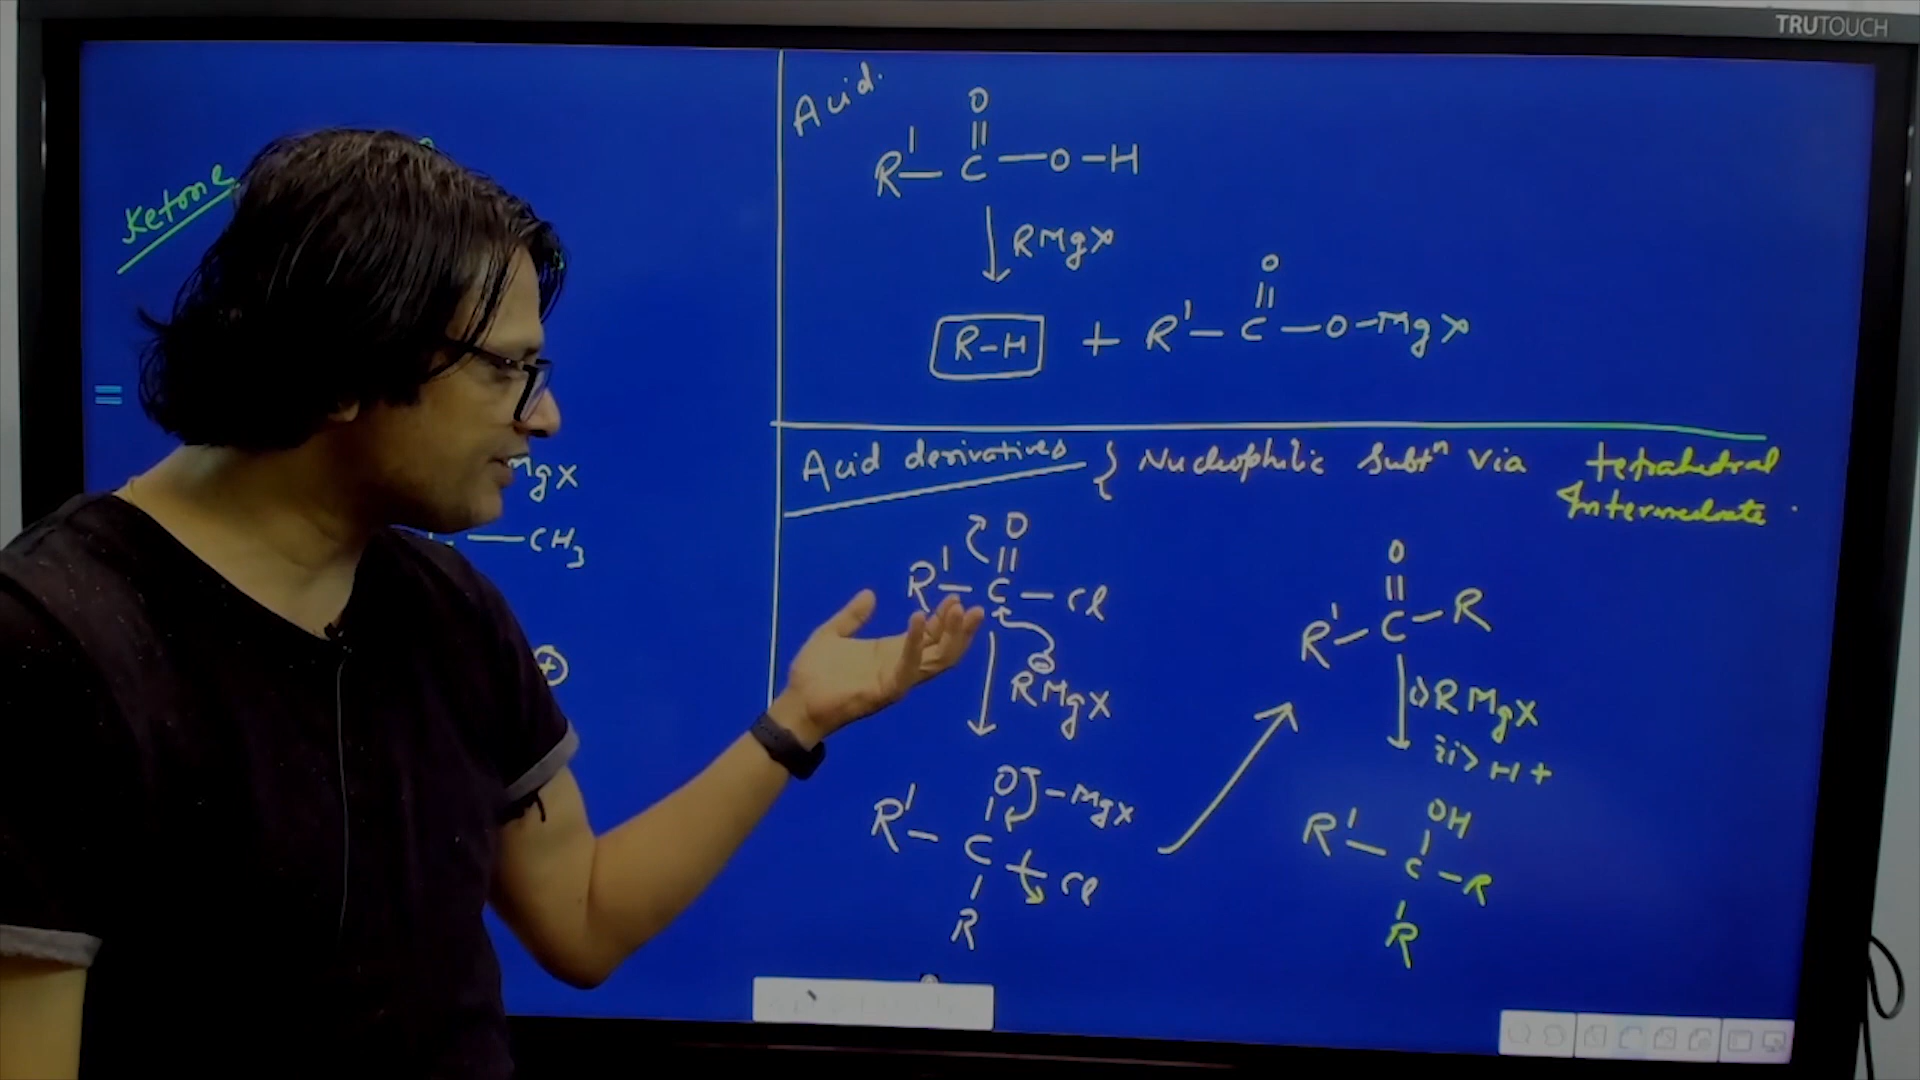 TRUTOUCH
Ketone
MgX
—CH3
⊕
Acid.
O
||
R'—C—O—H
↓ RMgX
R-H + R'—C—O—MgX
O
||
Acid derivatives { Nucleophilic Substn Via tetrahedral
Intermediate.
O
||
R'—C—Cl
↓ RMgX
O—MgX
R'—C Cl
R
O
||
R'—C—R
↓ i) RMgX
ii> H+
OH
R'—C—R
R